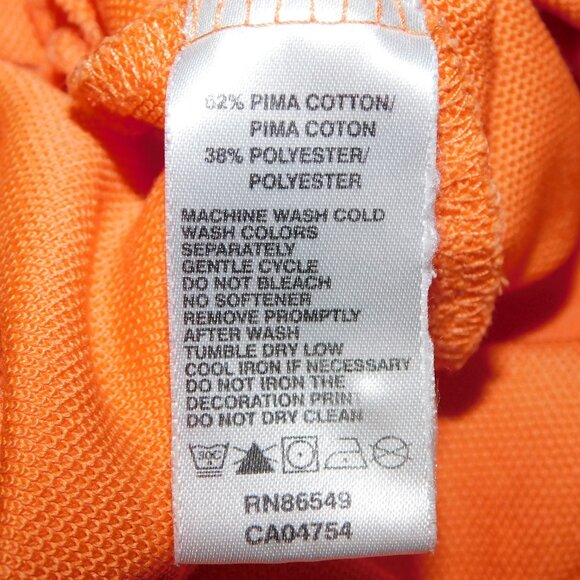 62% PIMA COTTON/
PIMA COTON
38% POLYESTER/
POLYESTER
MACHINE WASH COLD
WASH COLORS
SEPARATELY
GENTLE CYCLE
DO NOT BLEACH
NO SOFTENER
REMOVE PROMPTLY
AFTER WASH
TUMBLE DRY LOW
COOL IRON IF NECESSARY
DO NOT IRON THE
DECORATION PRINT
DO NOT DRY CLEAN
30C
RN86549
CA04754